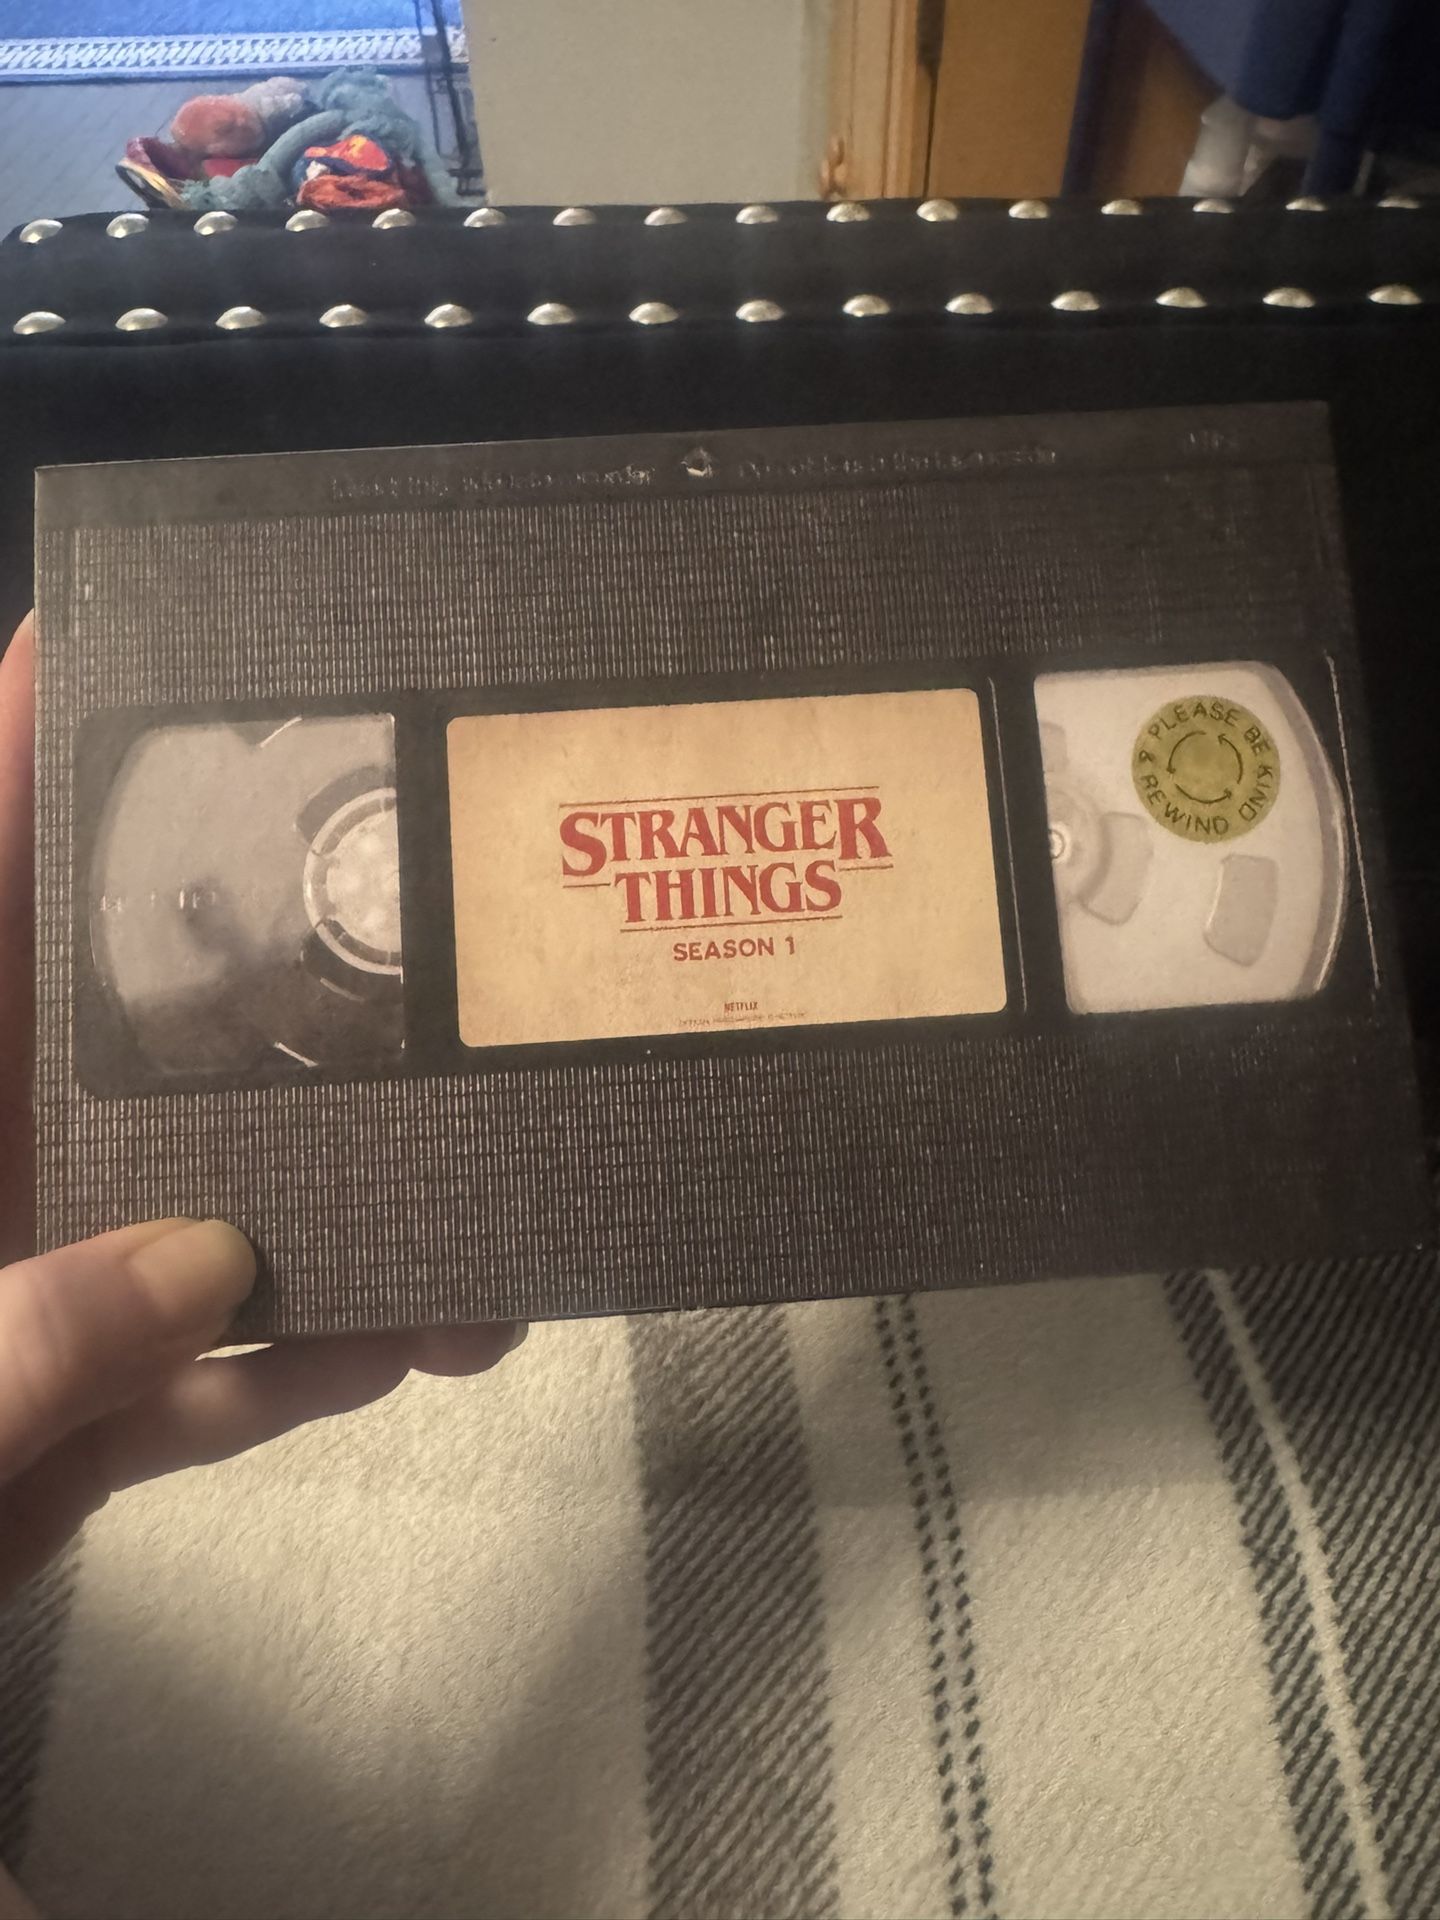 STRANGER
THINGS
SEASON 1
NETFLIX
PLEASE BE KIND
& REWIND